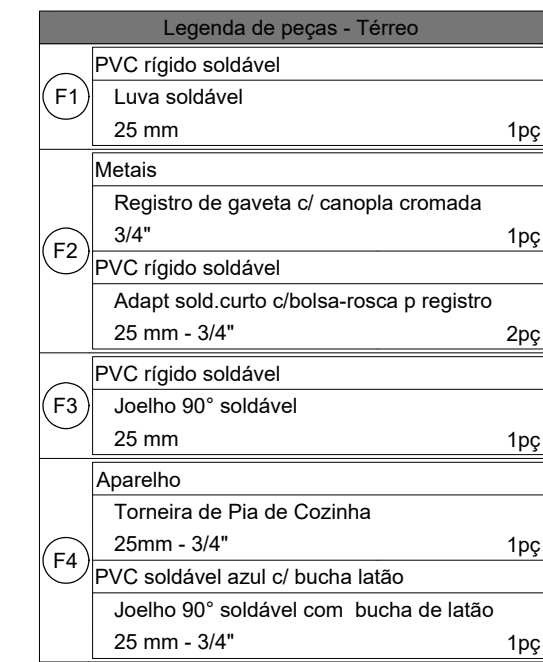 Legenda de peças - Térreo
F1
PVC rígido soldável
Luva soldável
25 mm 1pç
F2
Metais
Registro de gaveta c/ canopla cromada
3/4" 1pç
PVC rígido soldável
Adapt sold.curto c/bolsa-rosca p registro
25 mm - 3/4" 2pç
F3
PVC rígido soldável
Joelho 90° soldável
25 mm 1pç
F4
Aparelho
Torneira de Pia de Cozinha
25mm - 3/4" 1pç
PVC soldável azul c/ bucha latão
Joelho 90° soldável com  bucha de latão
25 mm - 3/4" 1pç